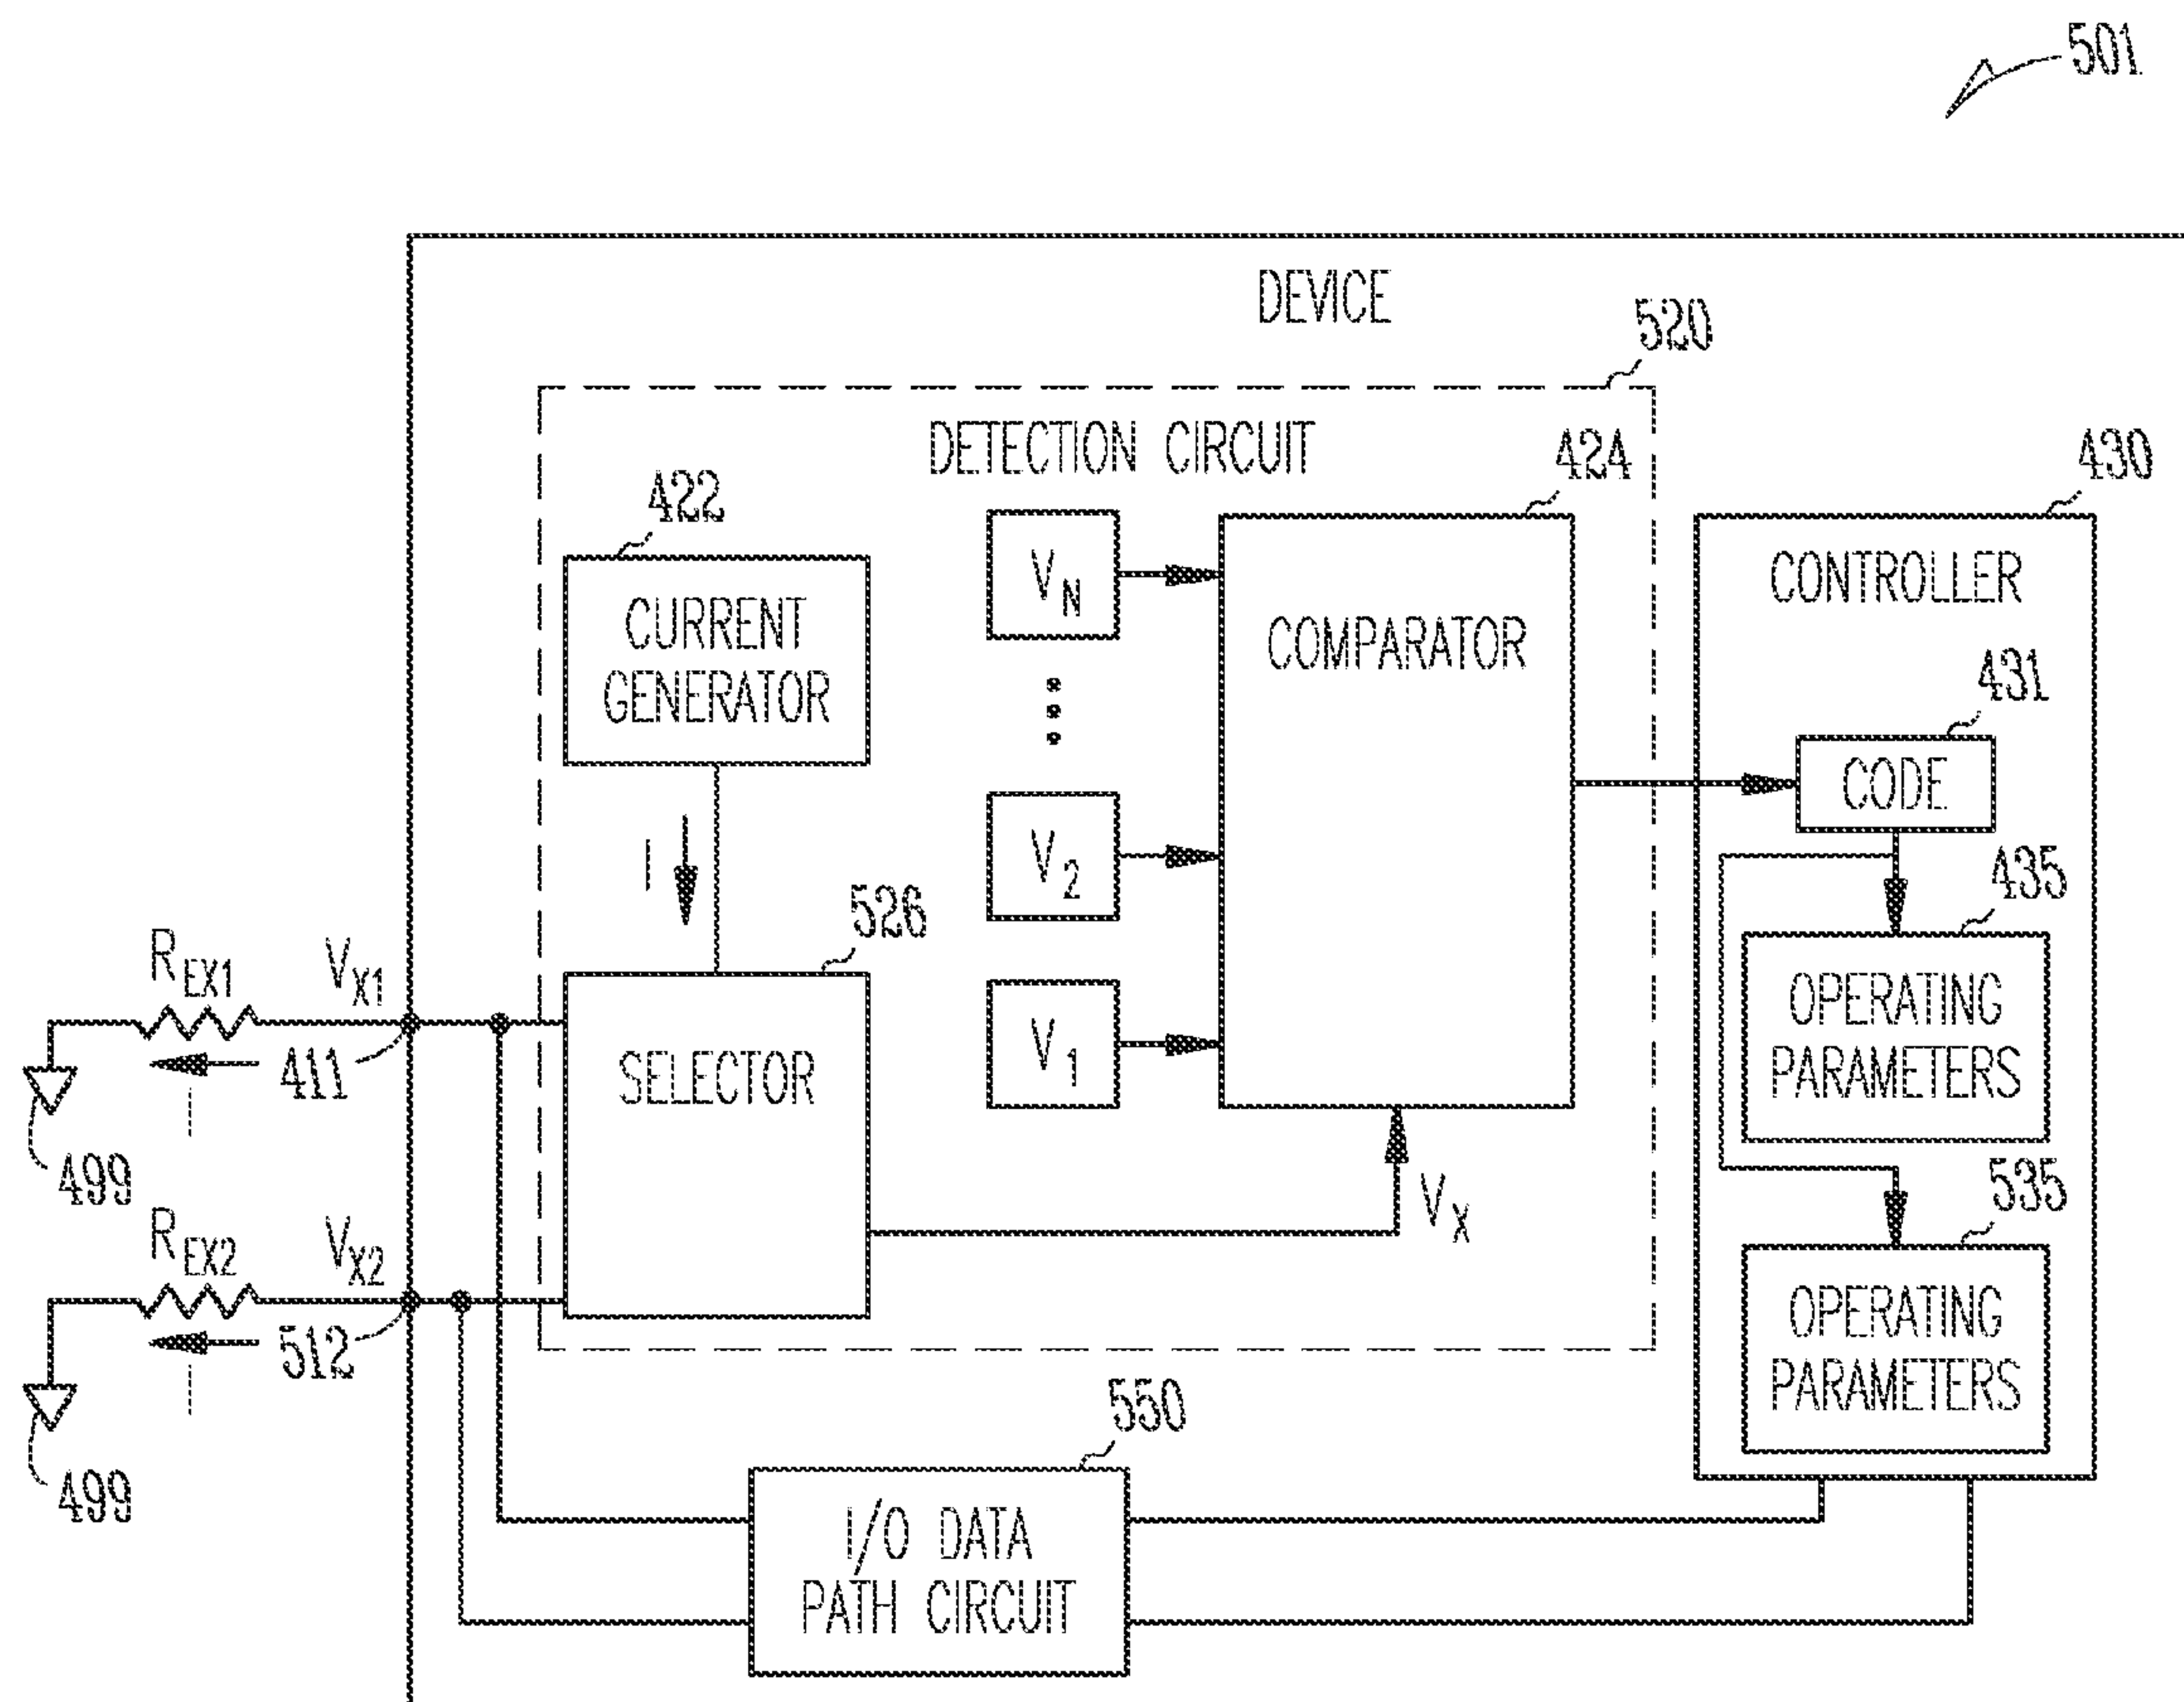 501
DEVICE
520
DETECTION CIRCUIT
424
430
422
V_N
CONTROLLER
CURRENT
GENERATOR
COMPARATOR
431
CODE
I
V_2
435
526
R_EX1
V_X1
OPERATING
PARAMETERS
V_1
SELECTOR
411
I
499
535
V_X
R_EX2
V_X2
OPERATING
PARAMETERS
512
I
499
550
I/O DATA
PATH CIRCUIT